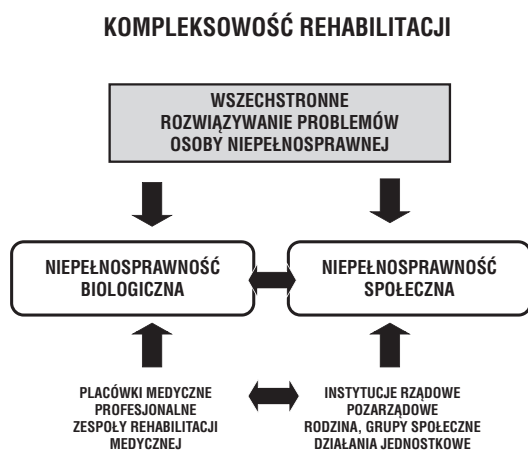 KOMPLEKSOWOŚĆ REHABILITACJI
WSZECHSTRONNE
ROZWIĄZYWANIE PROBLEMÓW
OSOBY NIEPEŁNOSPRAWNEJ
NIEPEŁNOSPRAWNOŚĆ
BIOLOGICZNA
NIEPEŁNOSPRAWNOŚĆ
SPOŁECZNA
PLACÓWKI MEDYCZNE
PROFESJONALNE
ZESPOŁY REHABILITACJI
MEDYCZNEJ
INSTYTUCJE RZĄDOWE
POZARZĄDOWE
RODZINA, GRUPY SPOŁECZNE
DZIAŁANIA JEDNOSTKOWE